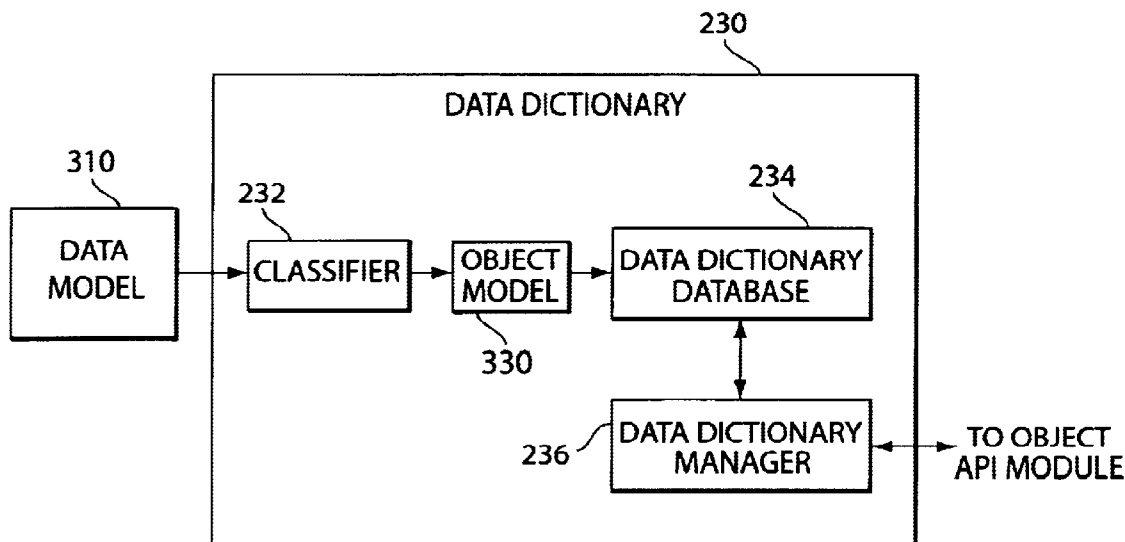 230
DATA DICTIONARY
310
DATA
MODEL
232
CLASSIFIER
OBJECT
MODEL
330
234
DATA DICTIONARY
DATABASE
236
DATA DICTIONARY
MANAGER
TO OBJECT
API MODULE